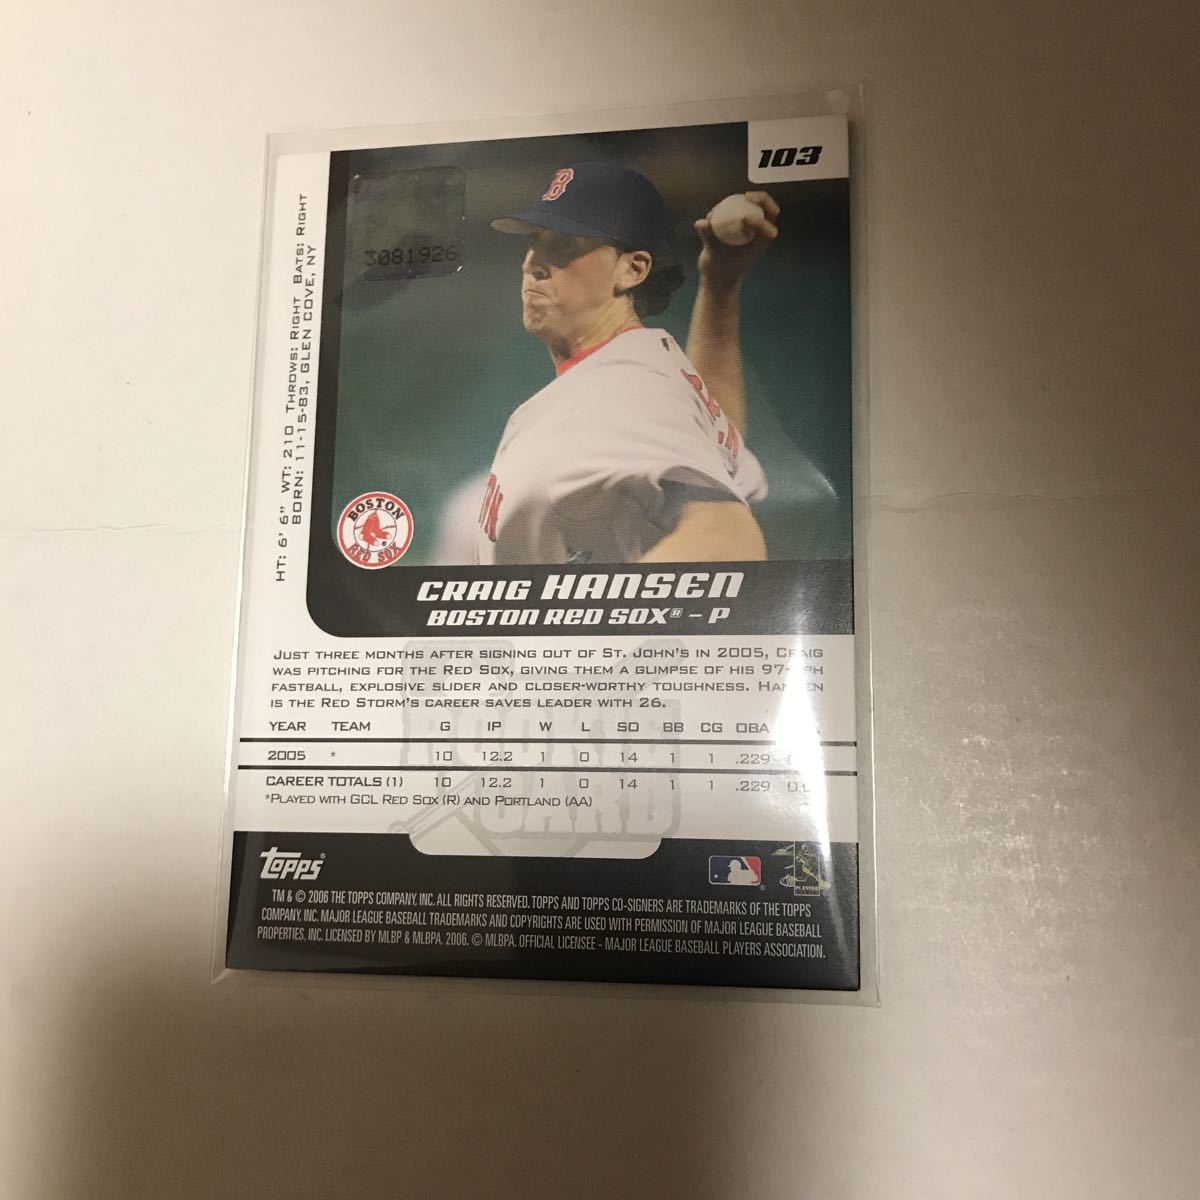 103
3081926
HT: 6' 6" WT: 210 THROWS: RIGHT BATS: RIGHT
BORN: 11-15-83, GLEN COVE, NY
B
BOSTON
RED SOX
CRAIG HANSEN
BOSTON RED SOX® – P
JUST THREE MONTHS AFTER SIGNING OUT OF ST. JOHN'S IN 2005, CRAIG
WAS PITCHING FOR THE RED SOX, GIVING THEM A GLIMPSE OF HIS
FASTBALL, EXPLOSIVE SLIDER AND CLOSER-WORTHY TOUGHNESS.
IS THE RED STORM'S CAREER SAVES LEADER WITH 26.
YEAR TEAM G IP W L SO BB CG OBA
2005 * 10 12.2 1 0 14 1 1 .229
CAREER TOTALS (1) 10 12.2 1 0 14 1 1 .229
*PLAYED WITH GCL RED SOX (R) AND PORTLAND (AA)
ROOKIE
CARD
TOPPS®
PLAYERS
TM & © 2006 THE TOPPS COMPANY, INC. ALL RIGHTS RESERVED. TOPPS AND TOPPS CO-SIGNERS ARE TRADEMARKS OF THE TOPPS
COMPANY, INC. MAJOR LEAGUE BASEBALL TRADEMARKS AND COPYRIGHTS ARE USED WITH PERMISSION OF MAJOR LEAGUE BASEBALL
PROPERTIES, INC. LICENSED BY MLBP & MLBPA. 2006. © MLBPA. OFFICIAL LICENSEE – MAJOR LEAGUE BASEBALL PLAYERS ASSOCIATION.